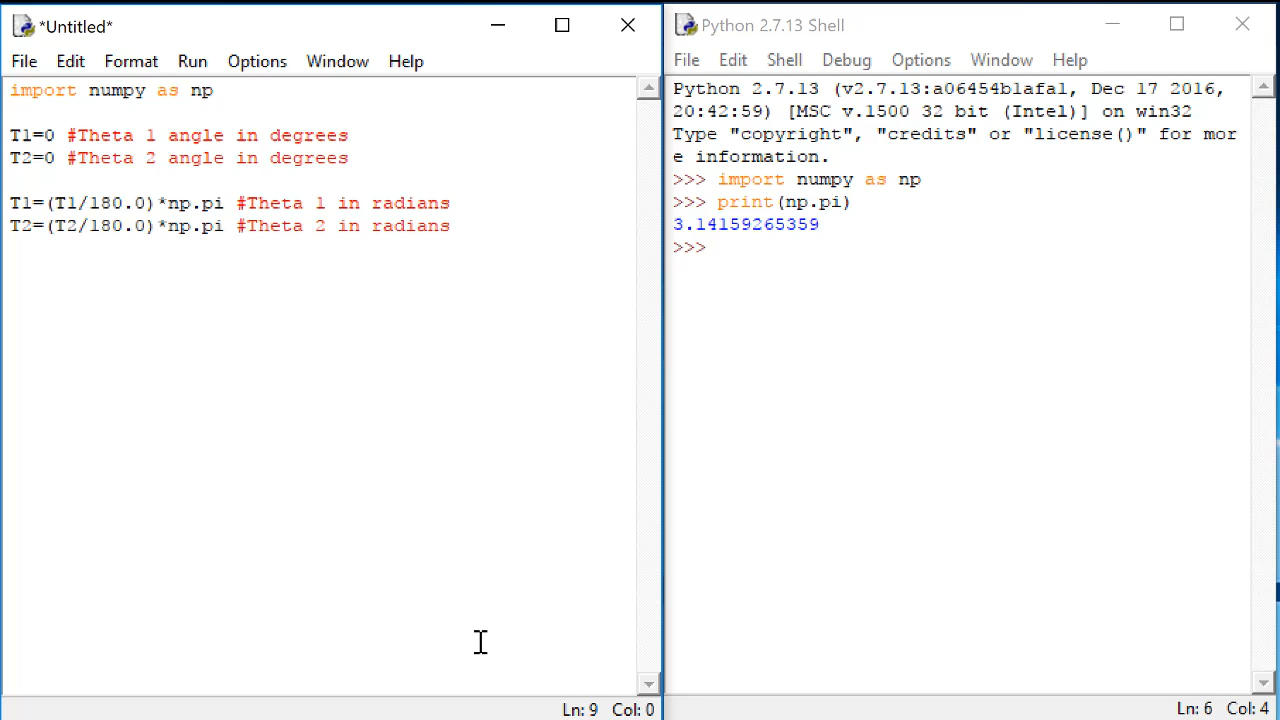 *Untitled*
File Edit Format Run Options Window Help
import numpy as np
T1=0 #Theta 1 angle in degrees
T2=0 #Theta 2 angle in degrees
T1=(T1/180.0)*np.pi #Theta 1 in radians
T2=(T2/180.0)*np.pi #Theta 2 in radians
Ln: 9 Col: 0
Python 2.7.13 Shell
File Edit Shell Debug Options Window Help
Python 2.7.13 (v2.7.13:a06454b1afa1, Dec 17 2016,
20:42:59) [MSC v.1500 32 bit (Intel)] on win32
Type "copyright", "credits" or "license()" for mor
e information.
>>> import numpy as np
>>> print(np.pi)
3.14159265359
>>>
Ln: 6 Col: 4